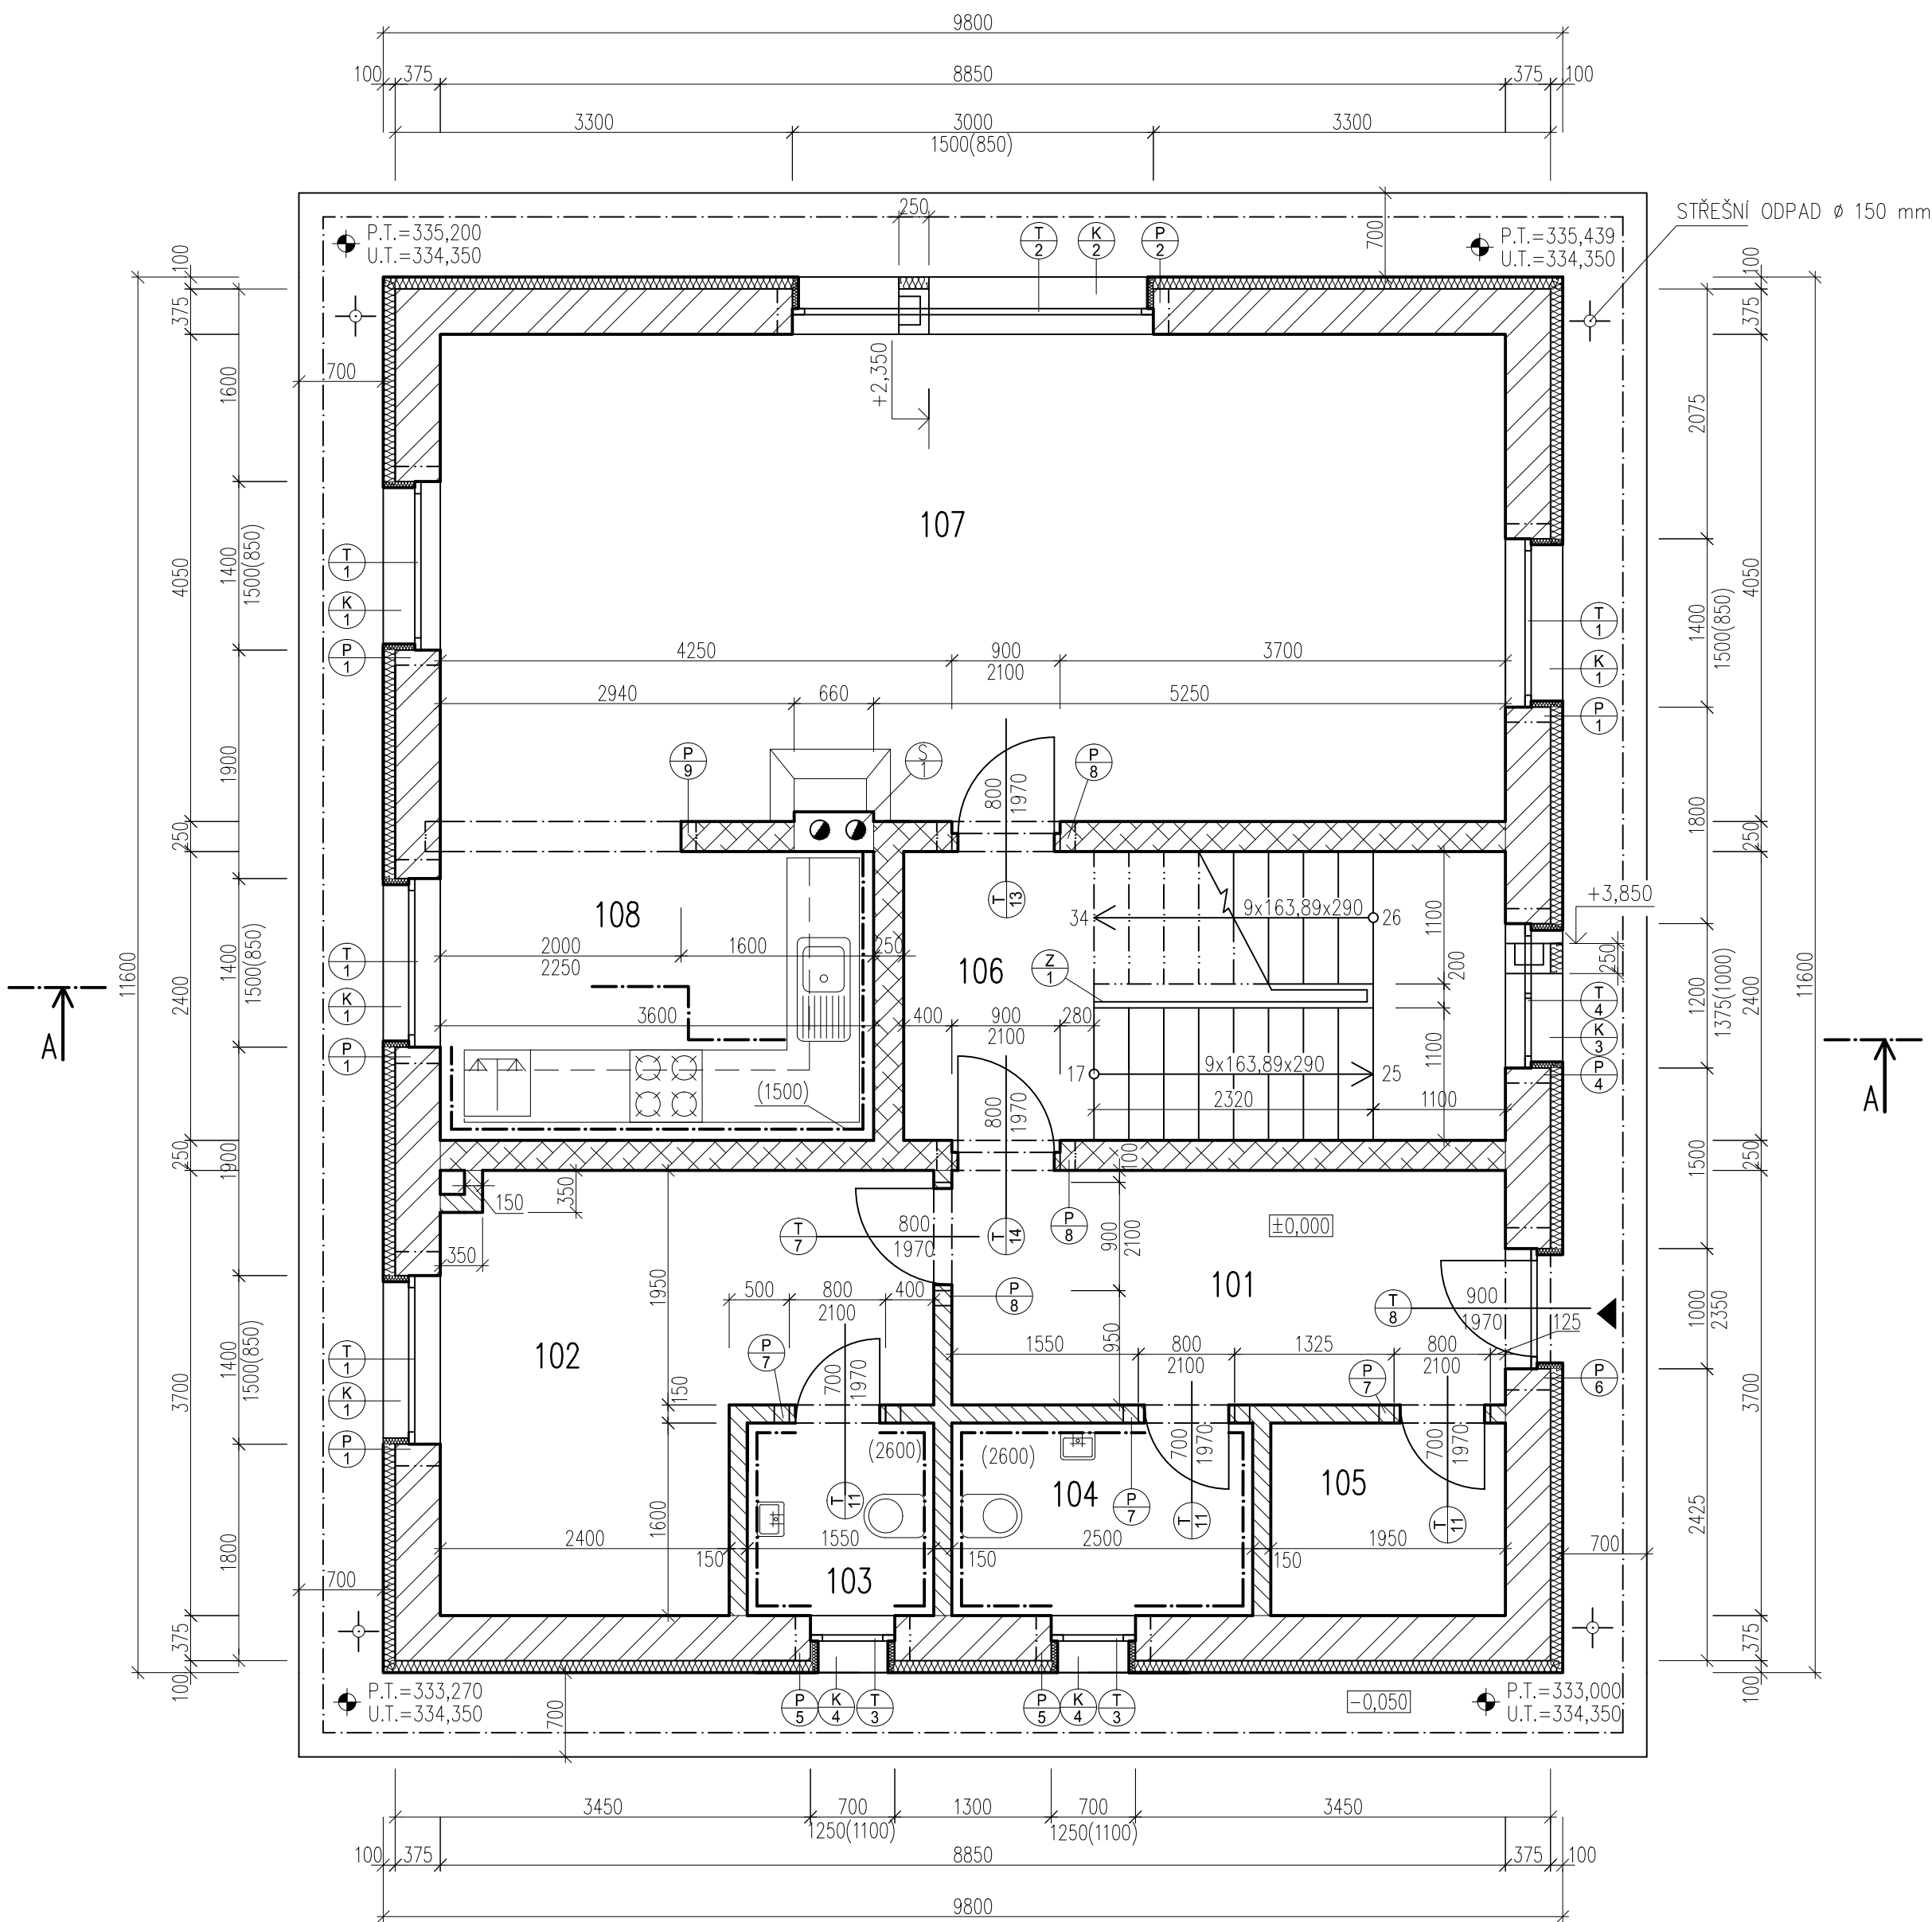 9800
100 375 8850 375 100
3300 3000 3300
1500(850)
STŘEŠNÍ ODPAD ø 150 mm
250
700
P.T.=335,200
U.T.=334,350
T 2
K 2
P 2
P.T.=335,439
U.T.=334,350
100
375
4050
250
2400
250
3700
375
100
11600
1600
1400
1500(850)
1900
1400
1500(850)
1900
1400
1500(850)
1800
700
+2,350
107
T 1
K 1
P 1
4250 900 3700
2100
2940 660 5250
P 9
S 1
800
1970
P 8
T 13
108
2000 1600 250
2250
3600
(1500)
106
Z 1
34 9x163,89x290 26
17 9x163,89x290 25
400 900 280
2100
2320 1100
1100
200
1100
800
1970
T 1
K 1
P 1
A
A
100
375
4050
250
2400
250
3700
375
100
11600
2075
1400
1500(850)
1800
1200
1375(1000)
1500
1000
2350
2425
T 1
K 1
P 1
+3,850
250
T 4
K 3
P 4
150
350
350
T 7
800
1970
T 14
P 8
P 8
100
900
2100
950
±0,000
101
T 8
900
1970
125
P 6
1950
500 800 400
2100
102
P 7
700
1970
150
1550 800 1325 800
2100 2100
P 7
T 1
K 1
P 1
(2600)
(2600)
700
1970
700
1970
104
105
T 11
P 7
T 11
T 11
1600
2400 150 1550 150 2500 150 1950
103
700
700
P.T.=333,270
U.T.=334,350
P 5
K 4
T 3
P 5
K 4
T 3
-0,050
P.T.=333,000
U.T.=334,350
700
3450 700 1300 700 3450
1250(1100) 1250(1100)
100 375 8850 375 100
9800